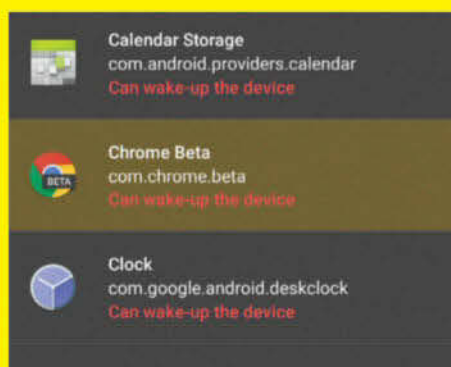 Calendar Storage
com.android.providers.calendar
Can wake-up the device
BETA
Chrome Beta
com.chrome.beta
Can wake-up the device
Clock
com.google.android.deskclock
Can wake-up the device